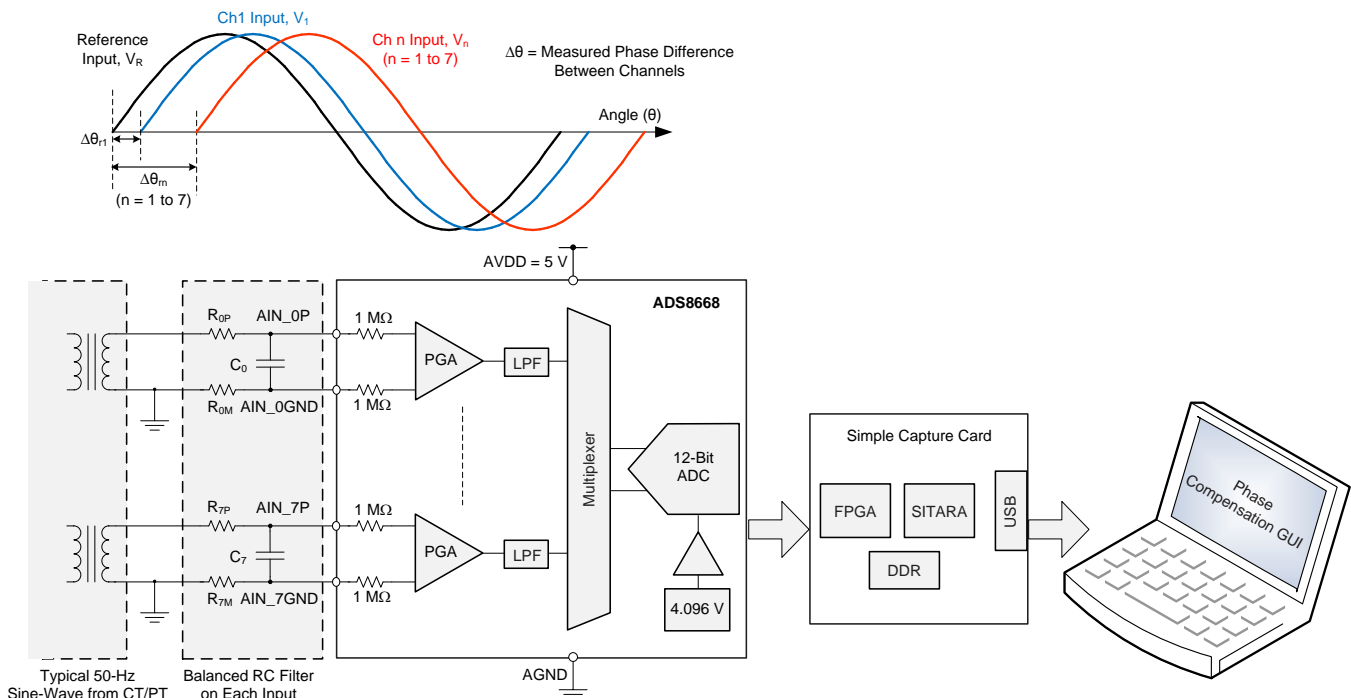 Ch1 Input, V1
Reference
Input, VR
Ch n Input, Vn
(n = 1 to 7)
Δθ = Measured Phase Difference
Between Channels
Angle (θ)
Δθr1
Δθrn
(n = 1 to 7)
AVDD = 5 V
ADS8668
R0P
AIN_0P
1 MΩ
C0
PGA
LPF
R0M
AIN_0GND
1 MΩ
Multiplexer
12-Bit
ADC
R7P
AIN_7P
1 MΩ
C7
PGA
LPF
R7M
AIN_7GND
1 MΩ
4.096 V
AGND
Simple Capture Card
FPGA
SITARA
USB
DDR
Phase
Compensation GUI
Typical 50-Hz
Sine-Wave from CT/PT
Balanced RC Filter
on Each Input